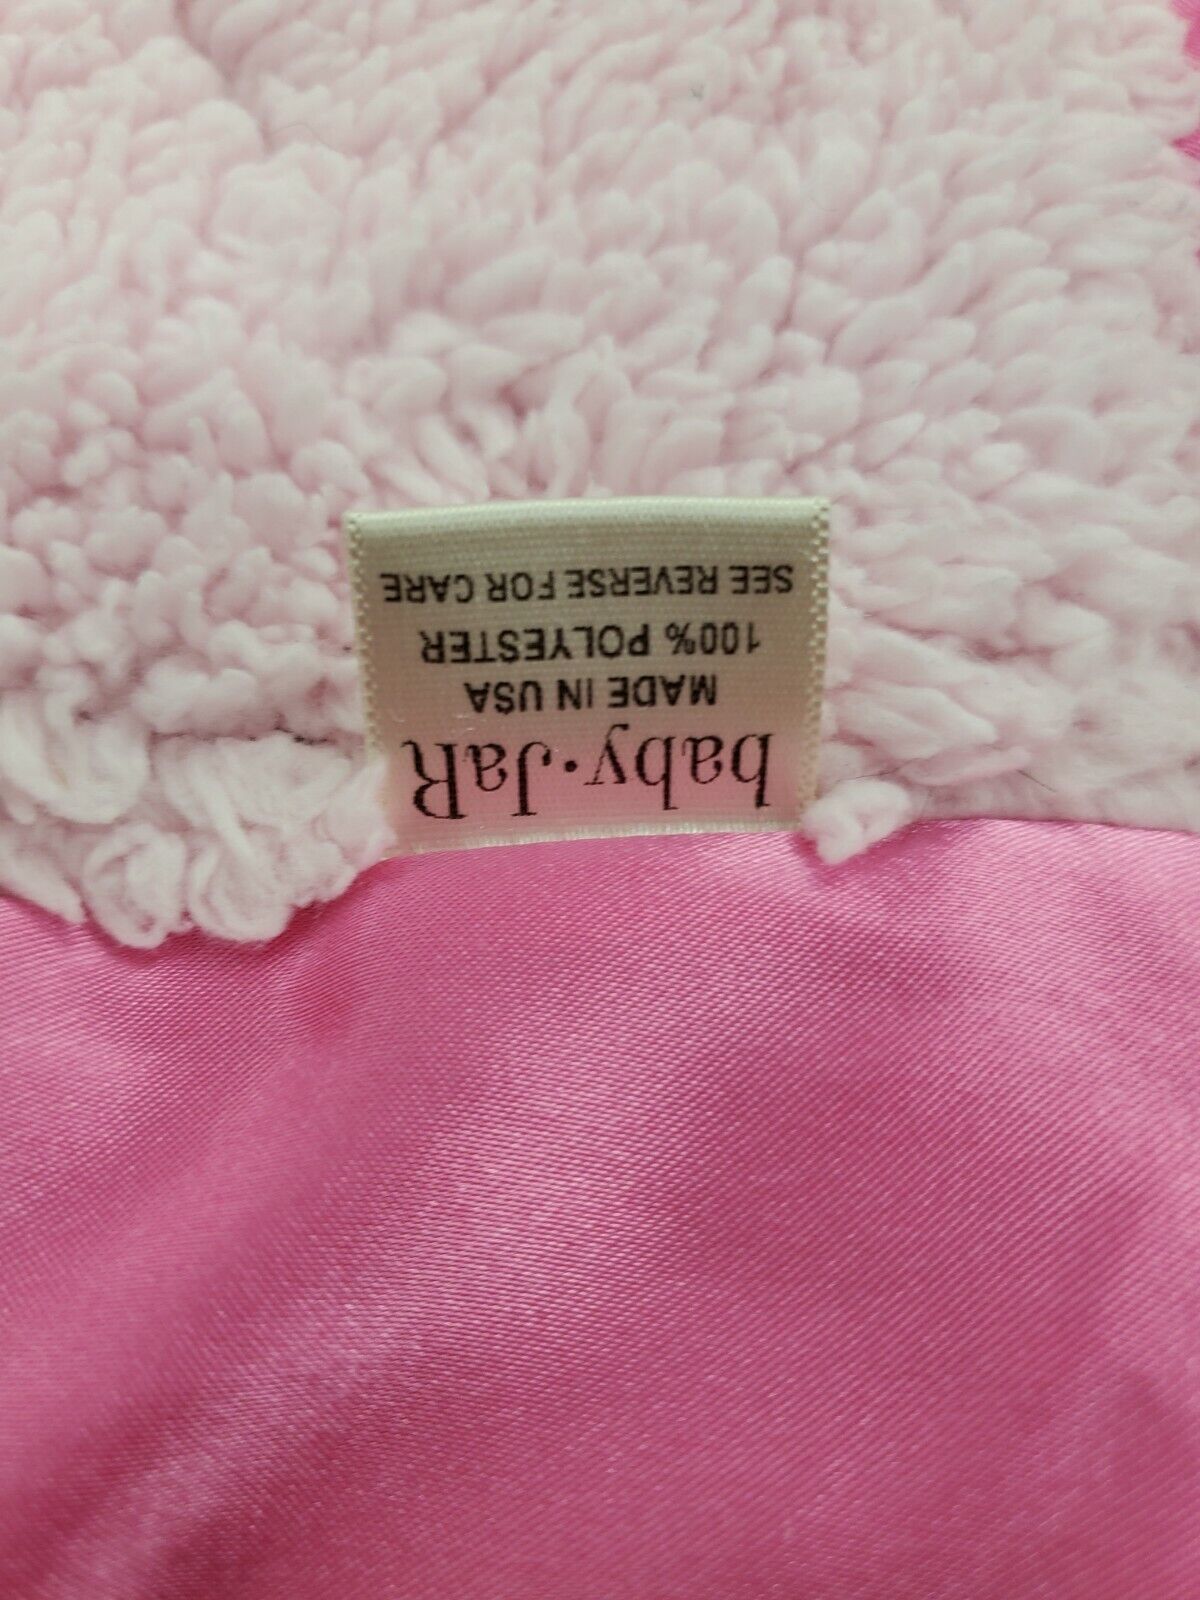 baby·JaR
MADE IN USA
100% POLYESTER
SEE REVERSE FOR CARE